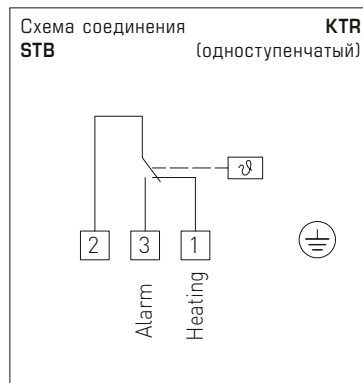 Схема соединения KTR
STB (одноступенчатый)
ϑ
2 3 1
Alarm
Heating